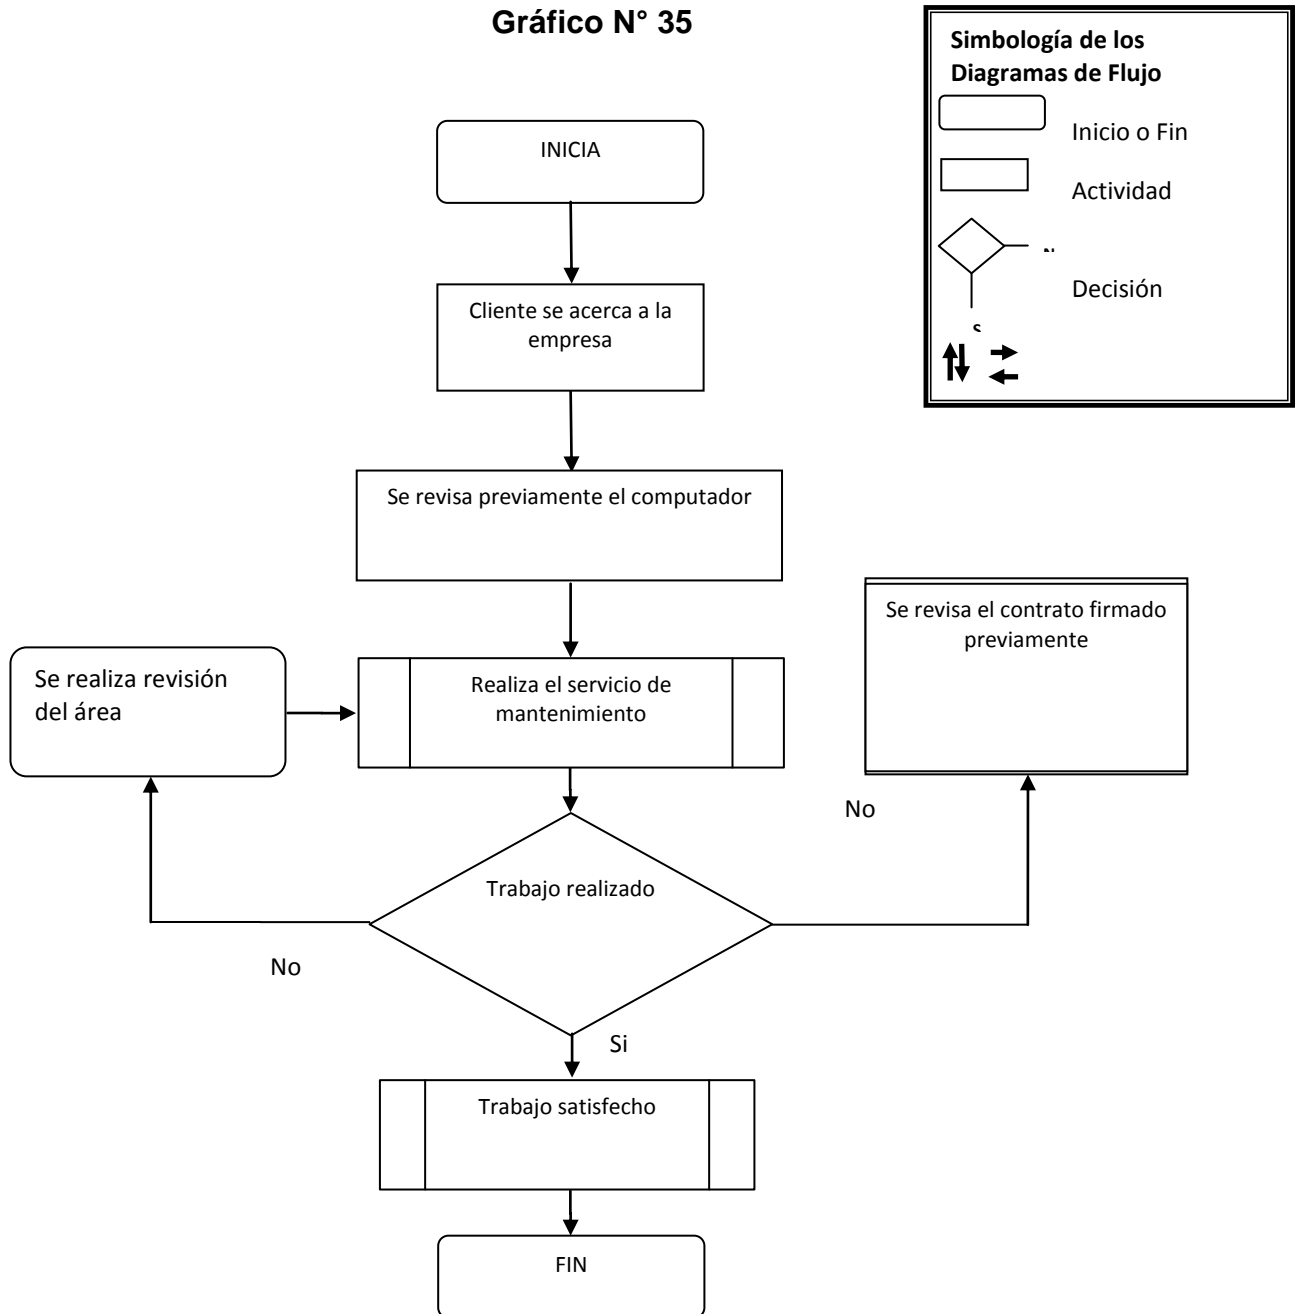 Gráfico N° 35
Simbología de los
Diagramas de Flujo
Inicio o Fin
Actividad
Decisión
INICIA
Cliente se acerca a la
empresa
Se revisa previamente el computador
Se revisa el contrato firmado
previamente
Se realiza revisión
del área
Realiza el servicio de
mantenimiento
No
Trabajo realizado
No
Si
Trabajo satisfecho
FIN